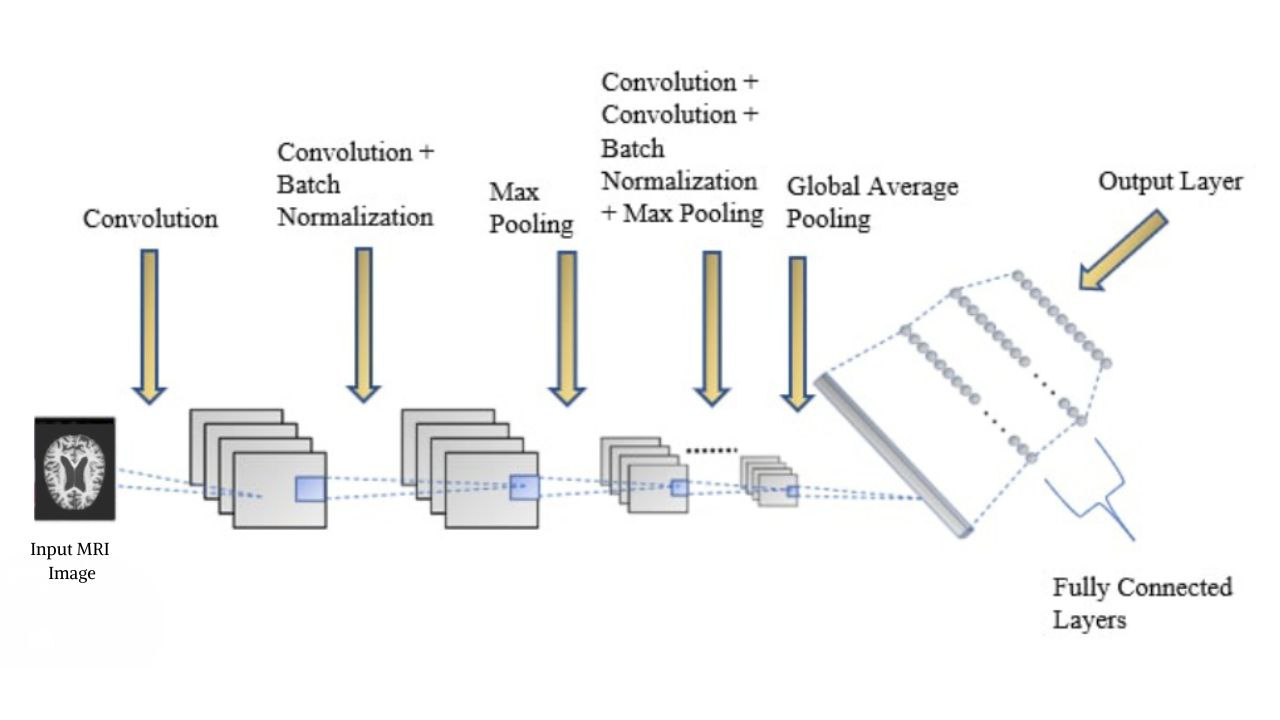 Convolution
Convolution +
Batch
Normalization
Max
Pooling
Convolution +
Convolution +
Batch
Normalization
+ Max Pooling
Global Average
Pooling
Output Layer
Input MRI
Image
Fully Connected
Layers